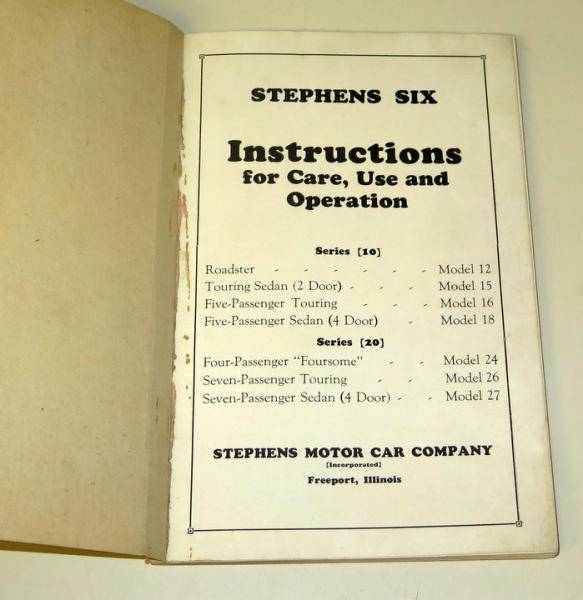 STEPHENS SIX
Instructions
for Care, Use and
Operation
Series [10]
Roadster - - - - - - Model 12
Touring Sedan (2 Door) - - - Model 15
Five-Passenger Touring - - - Model 16
Five-Passenger Sedan (4 Door) - Model 18
Series [20]
Four-Passenger "Foursome" - - Model 24
Seven-Passenger Touring - - Model 26
Seven-Passenger Sedan (4 Door) - - Model 27
STEPHENS MOTOR CAR COMPANY
[Incorporated]
Freeport, Illinois